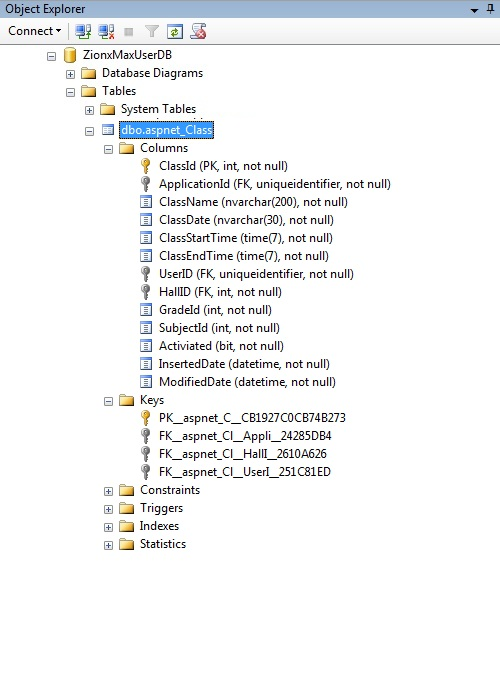 Object Explorer
Connect
ZionxMaxUserDB
Database Diagrams
Tables
System Tables
dbo.aspnet_Class
Columns
ClassId (PK, int, not null)
ApplicationId (FK, uniqueidentifier, not null)
ClassName (nvarchar(200), not null)
ClassDate (nvarchar(30), not null)
ClassStartTime (time(7), not null)
ClassEndTime (time(7), not null)
UserID (FK, uniqueidentifier, not null)
HallID (FK, int, not null)
GradeId (int, not null)
SubjectId (int, not null)
Activiated (bit, not null)
InsertedDate (datetime, not null)
ModifiedDate (datetime, not null)
Keys
PK__aspnet_C__CB1927C0CB74B273
FK__aspnet_Cl__Appli__24285DB4
FK__aspnet_Cl__HallI__2610A626
FK__aspnet_Cl__UserI__251C81ED
Constraints
Triggers
Indexes
Statistics